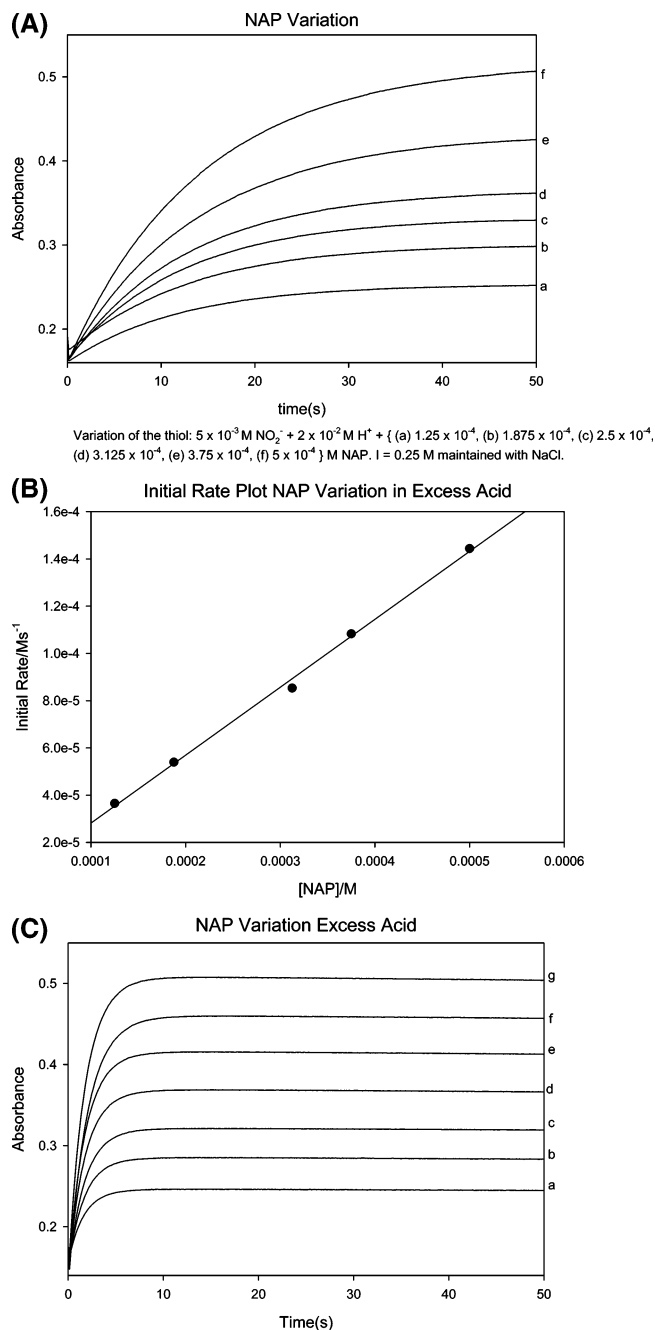 (A)
NAP Variation
0.5
0.4
0.3
0.2
Absorbance
f
e
d
c
b
a
0 10 20 30 40 50
time(s)
Variation of the thiol: 5 x 10⁻³ M NO₂⁻ + 2 x 10⁻² M H⁺ + { (a) 1.25 x 10⁻⁴, (b) 1.875 x 10⁻⁴, (c) 2.5 x 10⁻⁴,
(d) 3.125 x 10⁻⁴, (e) 3.75 x 10⁻⁴, (f) 5 x 10⁻⁴ } M NAP. I = 0.25 M maintained with NaCl.
(B)
Initial Rate Plot NAP Variation in Excess Acid
1.6e-4
1.4e-4
1.2e-4
1.0e-4
8.0e-5
6.0e-5
4.0e-5
2.0e-5
Initial Rate/Ms⁻¹
0.0001 0.0002 0.0003 0.0004 0.0005 0.0006
[NAP]/M
(C)
NAP Variation Excess Acid
0.5
0.4
0.3
0.2
Absorbance
g
f
e
d
c
b
a
0 10 20 30 40 50
Time(s)